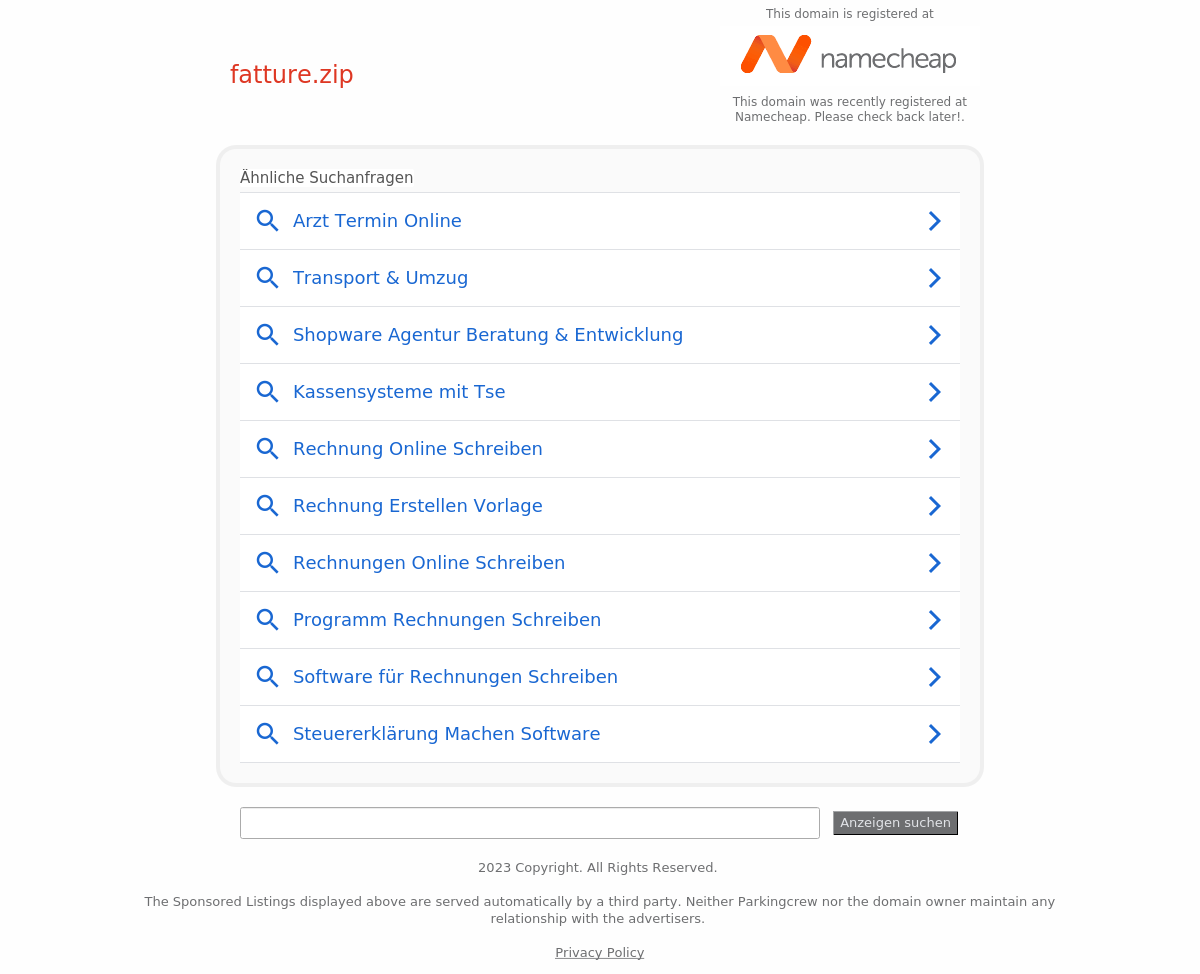 This domain is registered at
namecheap
fatture.zip
This domain was recently registered at
Namecheap. Please check back later!.
Ähnliche Suchanfragen
Arzt Termin Online
Transport & Umzug
Shopware Agentur Beratung & Entwicklung
Kassensysteme mit Tse
Rechnung Online Schreiben
Rechnung Erstellen Vorlage
Rechnungen Online Schreiben
Programm Rechnungen Schreiben
Software für Rechnungen Schreiben
Steuererklärung Machen Software
Anzeigen suchen
2023 Copyright. All Rights Reserved.
The Sponsored Listings displayed above are served automatically by a third party. Neither Parkingcrew nor the domain owner maintain any
relationship with the advertisers.
Privacy Policy